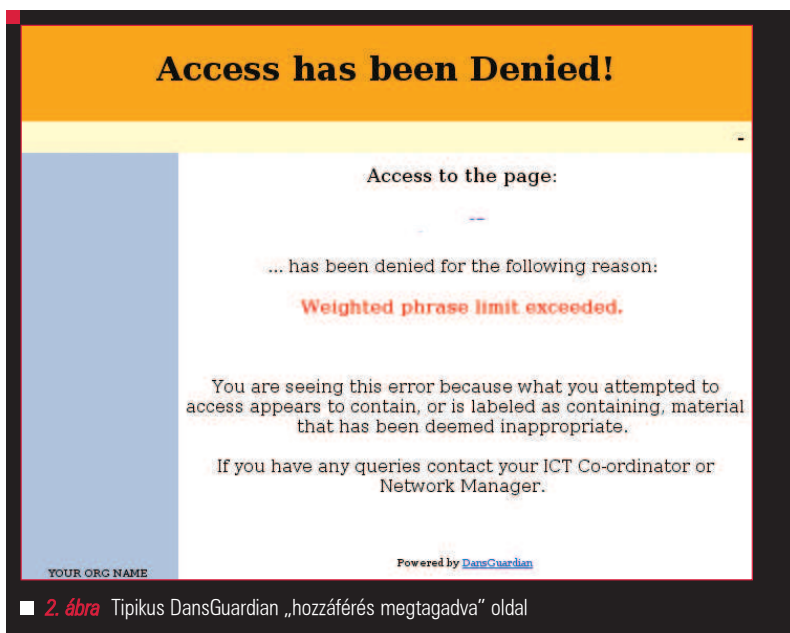 Access has been Denied!
-
Access to the page:
--
... has been denied for the following reason:
Weighted phrase limit exceeded.
You are seeing this error because what you attempted to
access appears to contain, or is labeled as containing, material
that has been deemed inappropriate.
If you have any queries contact your ICT Co-ordinator or
Network Manager.
Powered by DansGuardian
YOUR ORG NAME
2. ábra Tipikus DansGuardian „hozzáférés megtagadva” oldal